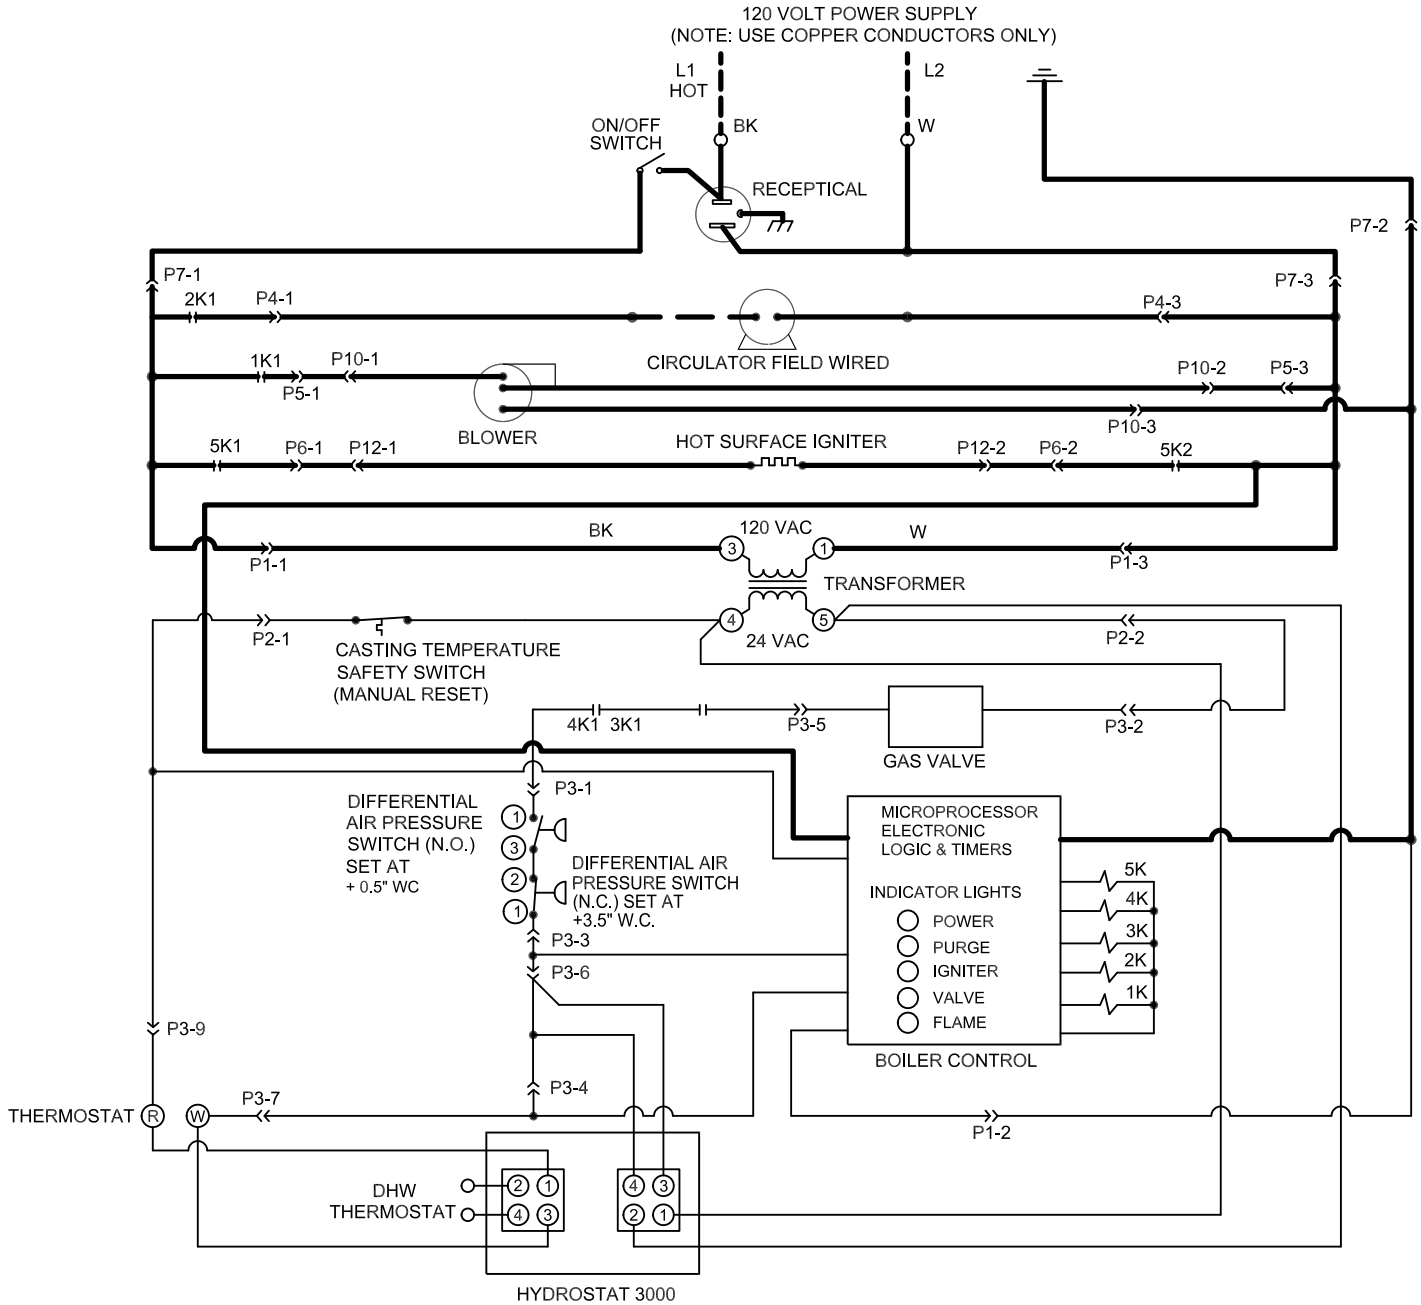 120 VOLT POWER SUPPLY
(NOTE: USE COPPER CONDUCTORS ONLY)
L1
HOT
L2
ON/OFF
SWITCH
BK
W
RECEPTICAL
P7-2
P7-1
P7-3
2K1
P4-1
P4-3
CIRCULATOR FIELD WIRED
1K1
P10-1
P5-1
P10-2
P5-3
BLOWER
P10-3
5K1
P6-1
P12-1
HOT SURFACE IGNITER
P12-2
P6-2
5K2
BK
120 VAC
W
3
1
P1-1
P1-3
TRANSFORMER
4
5
24 VAC
P2-1
P2-2
CASTING TEMPERATURE
SAFETY SWITCH
(MANUAL RESET)
4K1
3K1
P3-5
P3-2
GAS VALVE
P3-1
DIFFERENTIAL
AIR PRESSURE
SWITCH (N.O.)
SET AT
+ 0.5" WC
1
3
2
1
DIFFERENTIAL AIR
PRESSURE SWITCH
(N.C.) SET AT
+3.5" W.C.
P3-3
P3-6
MICROPROCESSOR
ELECTRONIC
LOGIC & TIMERS
INDICATOR LIGHTS
POWER
PURGE
IGNITER
VALVE
FLAME
5K
4K
3K
2K
1K
BOILER CONTROL
P3-9
P3-4
P3-7
THERMOSTAT
R
W
P1-2
DHW
THERMOSTAT
2
1
4
3
4
3
2
1
HYDROSTAT 3000